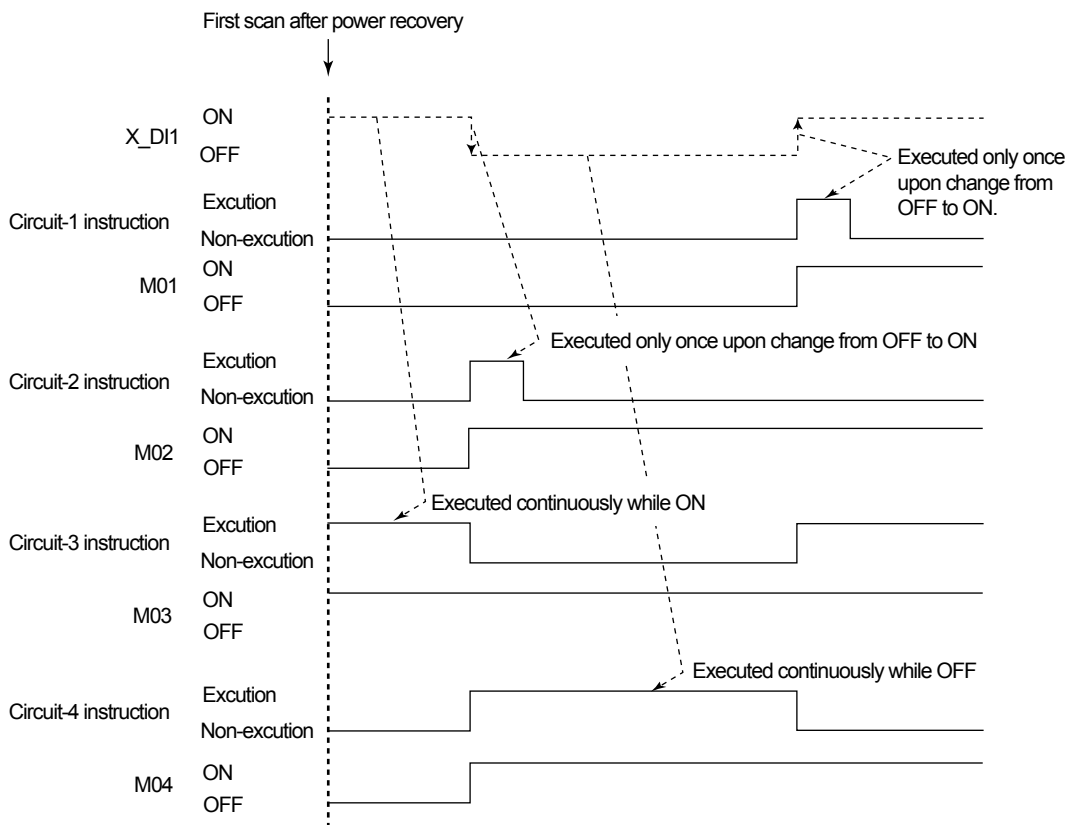 First scan after power recovery
X_DI1
ON
OFF
Executed only once
upon change from
OFF to ON.
Circuit-1 instruction
Excution
Non-excution
M01
ON
OFF
Executed only once upon change from OFF to ON
Circuit-2 instruction
Excution
Non-excution
M02
ON
OFF
Executed continuously while ON
Circuit-3 instruction
Excution
Non-excution
M03
ON
OFF
Executed continuously while OFF
Circuit-4 instruction
Excution
Non-excution
M04
ON
OFF